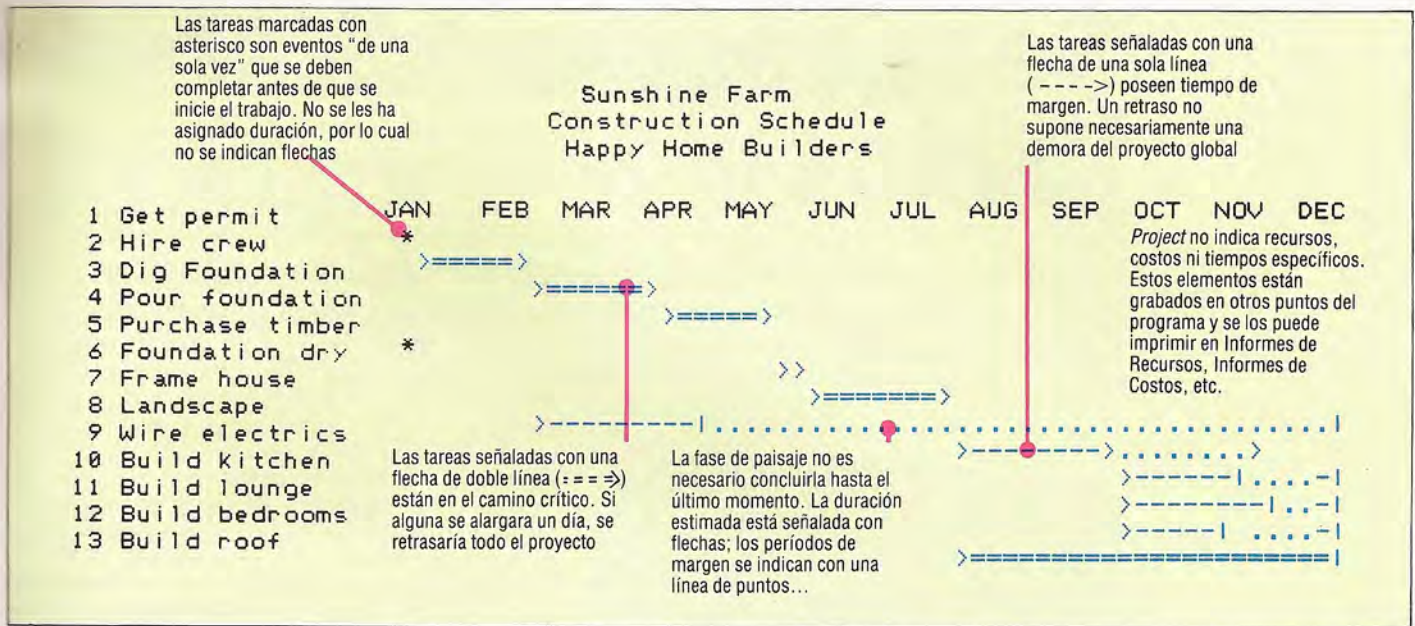 Las tareas marcadas con
asterisco son eventos "de una
sola vez" que se deben
completar antes de que se
inicie el trabajo. No se les ha
asignado duración, por lo cual
no se indican flechas
Sunshine Farm
Construction Schedule
Happy Home Builders
Las tareas señaladas con una
flecha de una sola línea
( - - - ->) poseen tiempo de
margen. Un retraso no
supone necesariamente una
demora del proyecto global
JAN FEB MAR APR MAY JUN JUL AUG SEP OCT NOV DEC
1 Get permit
2 Hire crew *
3 Dig Foundation >=====>
4 Pour foundation >======>
5 Purchase timber >=====>
6 Foundation dry *
7 Frame house >>
8 Landscape >=======>
9 Wire electrics
10 Build kitchen
11 Build lounge
12 Build bedrooms
13 Build roof
Project no indica recursos,
costos ni tiempos específicos.
Estos elementos están
grabados en otros puntos del
programa y se los puede
imprimir en Informes de
Recursos, Informes de
Costos, etc.
Las tareas señaladas con una
flecha de doble línea (= = = =>)
están en el camino crítico. Si
alguna se alargara un día, se
retrasaría todo el proyecto
La fase de paisaje no es
necesario concluirla hasta el
último momento. La duración
estimada está señalada con
flechas; los períodos de
margen se indican con una
línea de puntos...